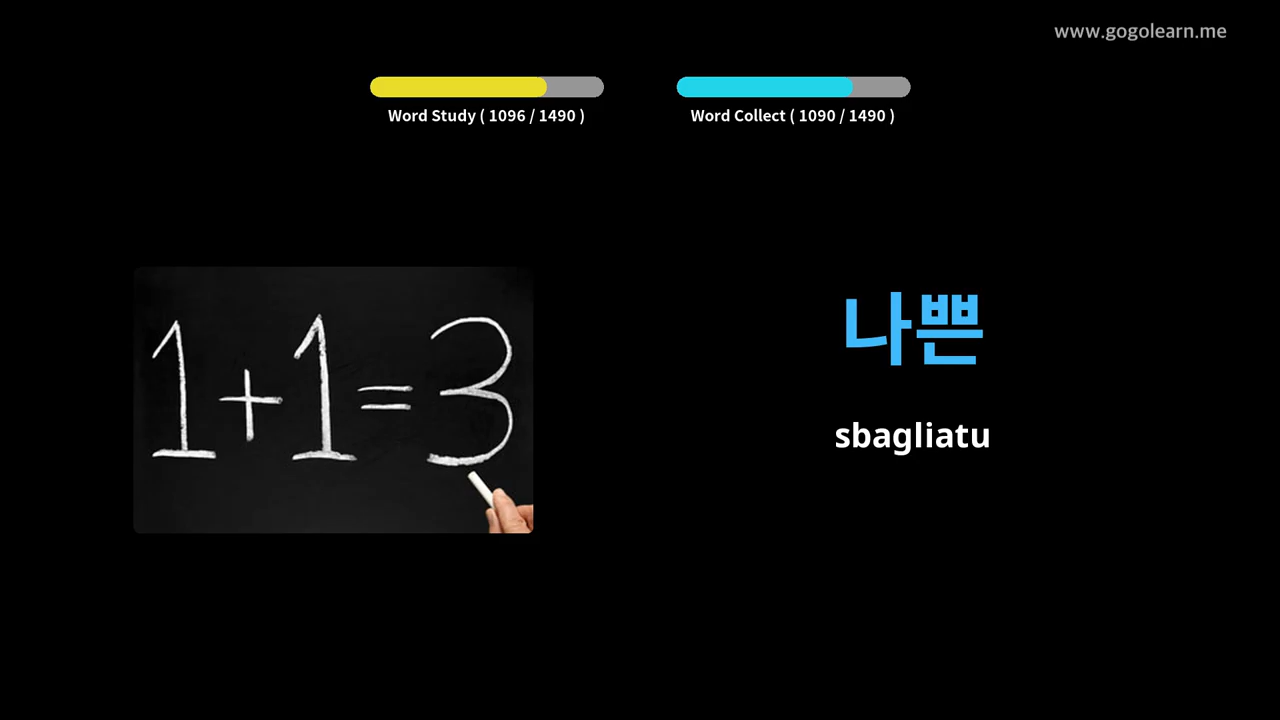 www.gogolearn.me
Word Study ( 1096 / 1490 )
Word Collect ( 1090 / 1490 )
1+1=3
나쁜
sbagliatu